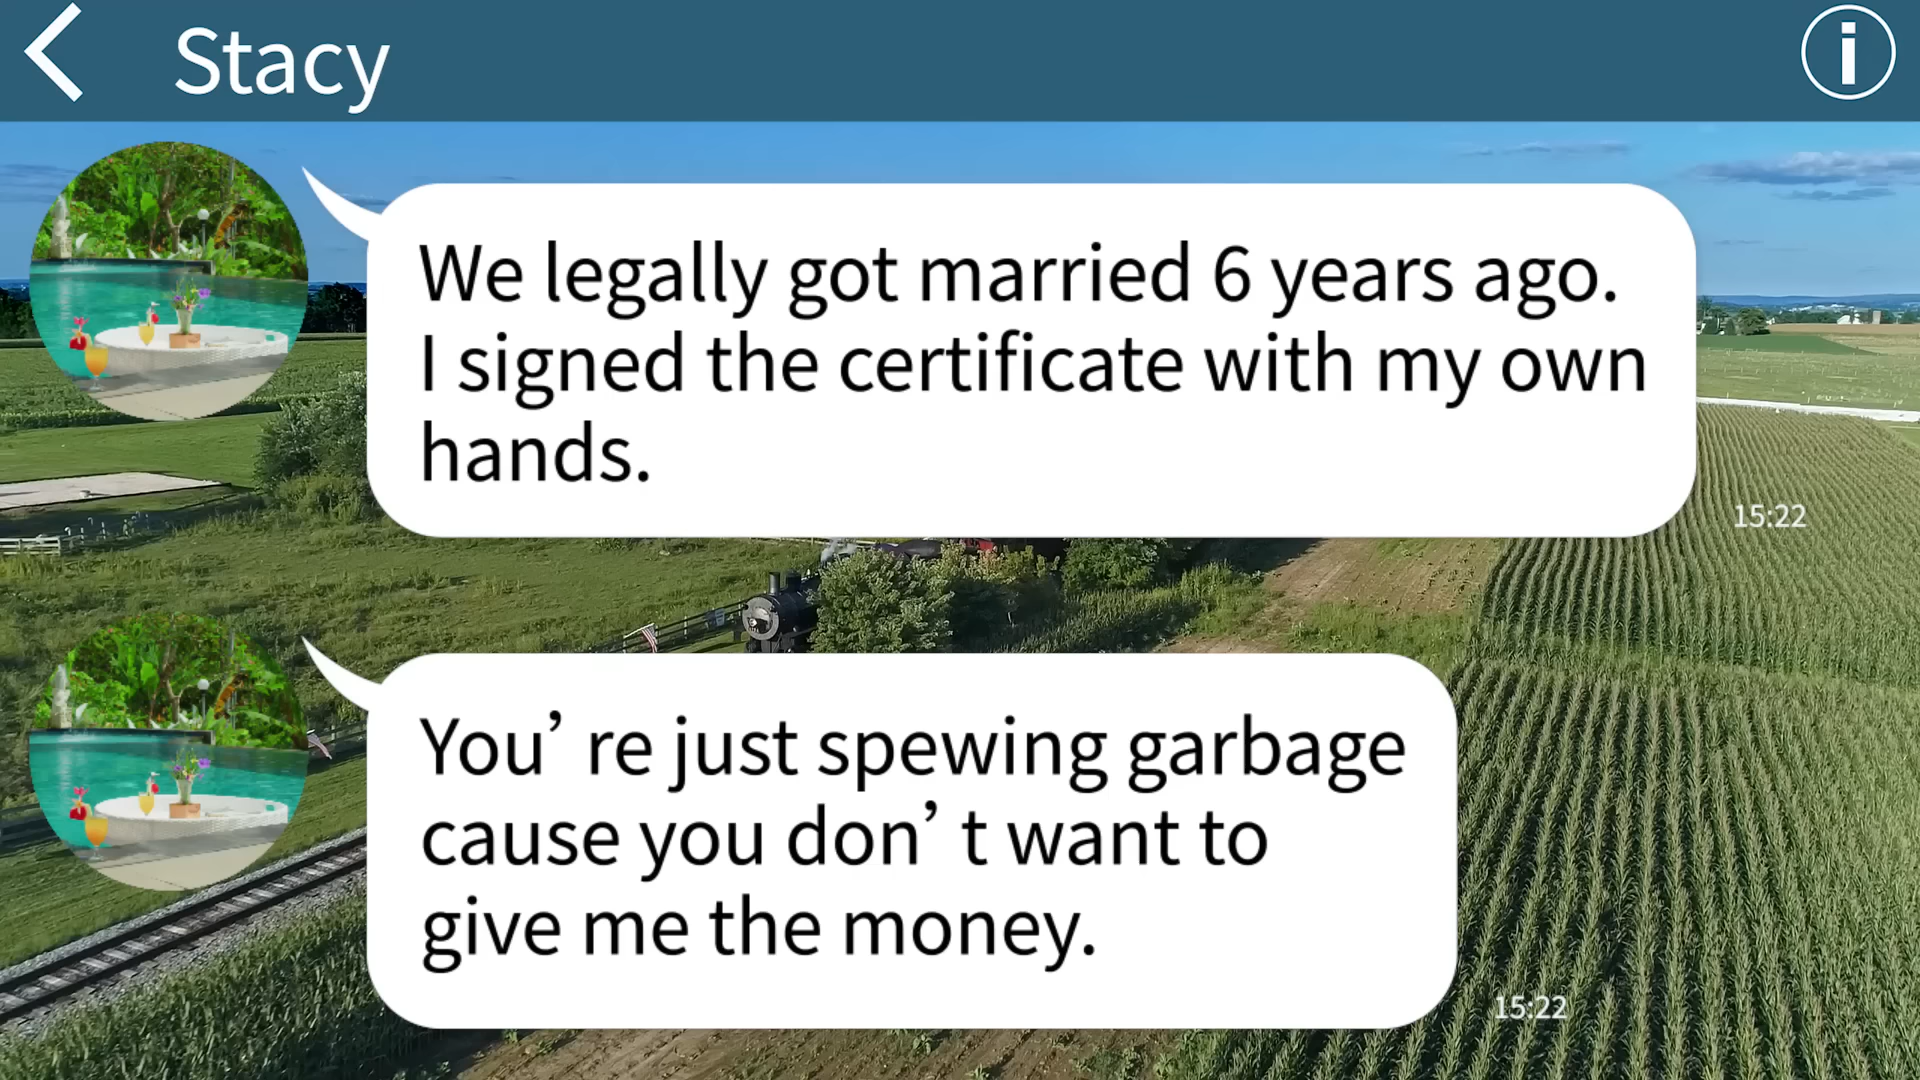 Stacy
We legally got married 6 years ago.
I signed the certificate with my own
hands.
15:22
You’re just spewing garbage
cause you don’t want to
give me the money.
15:22